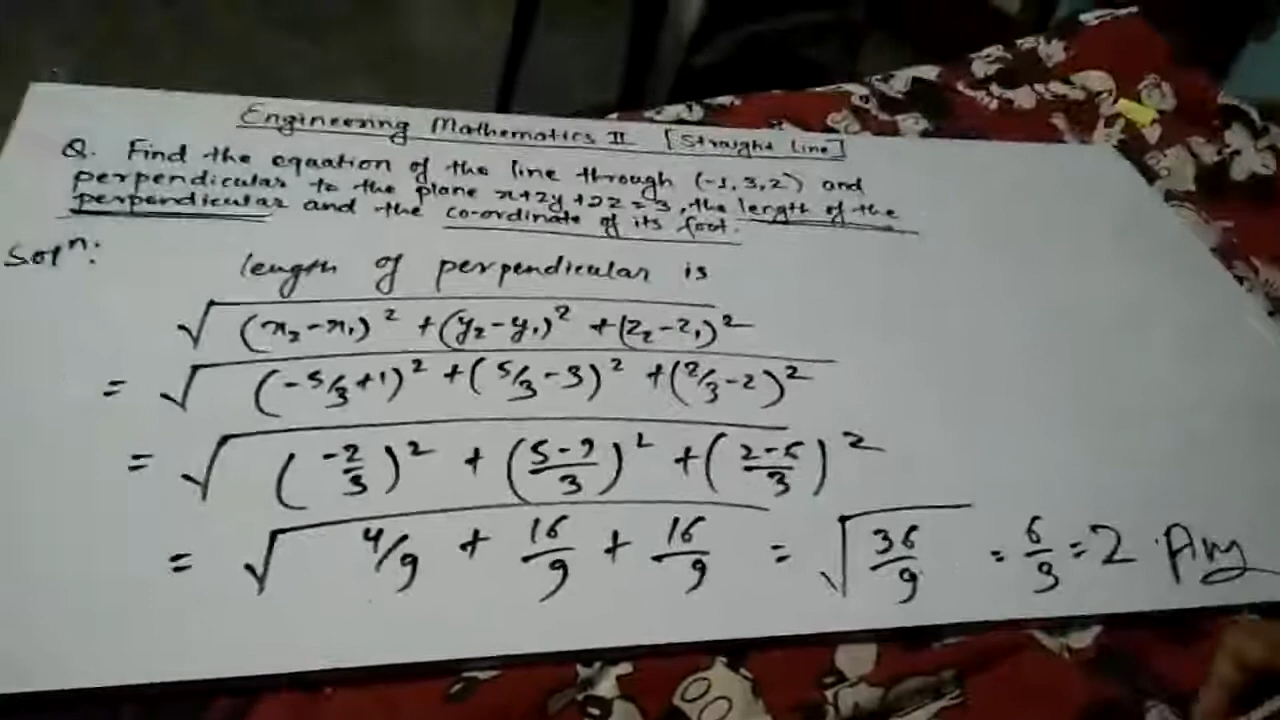 Engineering Mathematics II [Straight Line]
Q. Find the equation of the line through (-1, 3, 2) and
perpendicular to the plane x+2y+2z=3, the length of the
perpendicular and the co-ordinate of its foot.
Solⁿ:
length of perpendicular is
√((x₂-x₁)² + (y₂-y₁)² + (z₂-z₁)²)
= √((-5/3+1)² + (5/3-3)² + (2/3-2)²)
= √((-2/3)² + ((5-9)/3)² + ((2-6)/3)²)
= √(4/9 + 16/9 + 16/9) = √(36/9) = 6/3 = 2 Ans